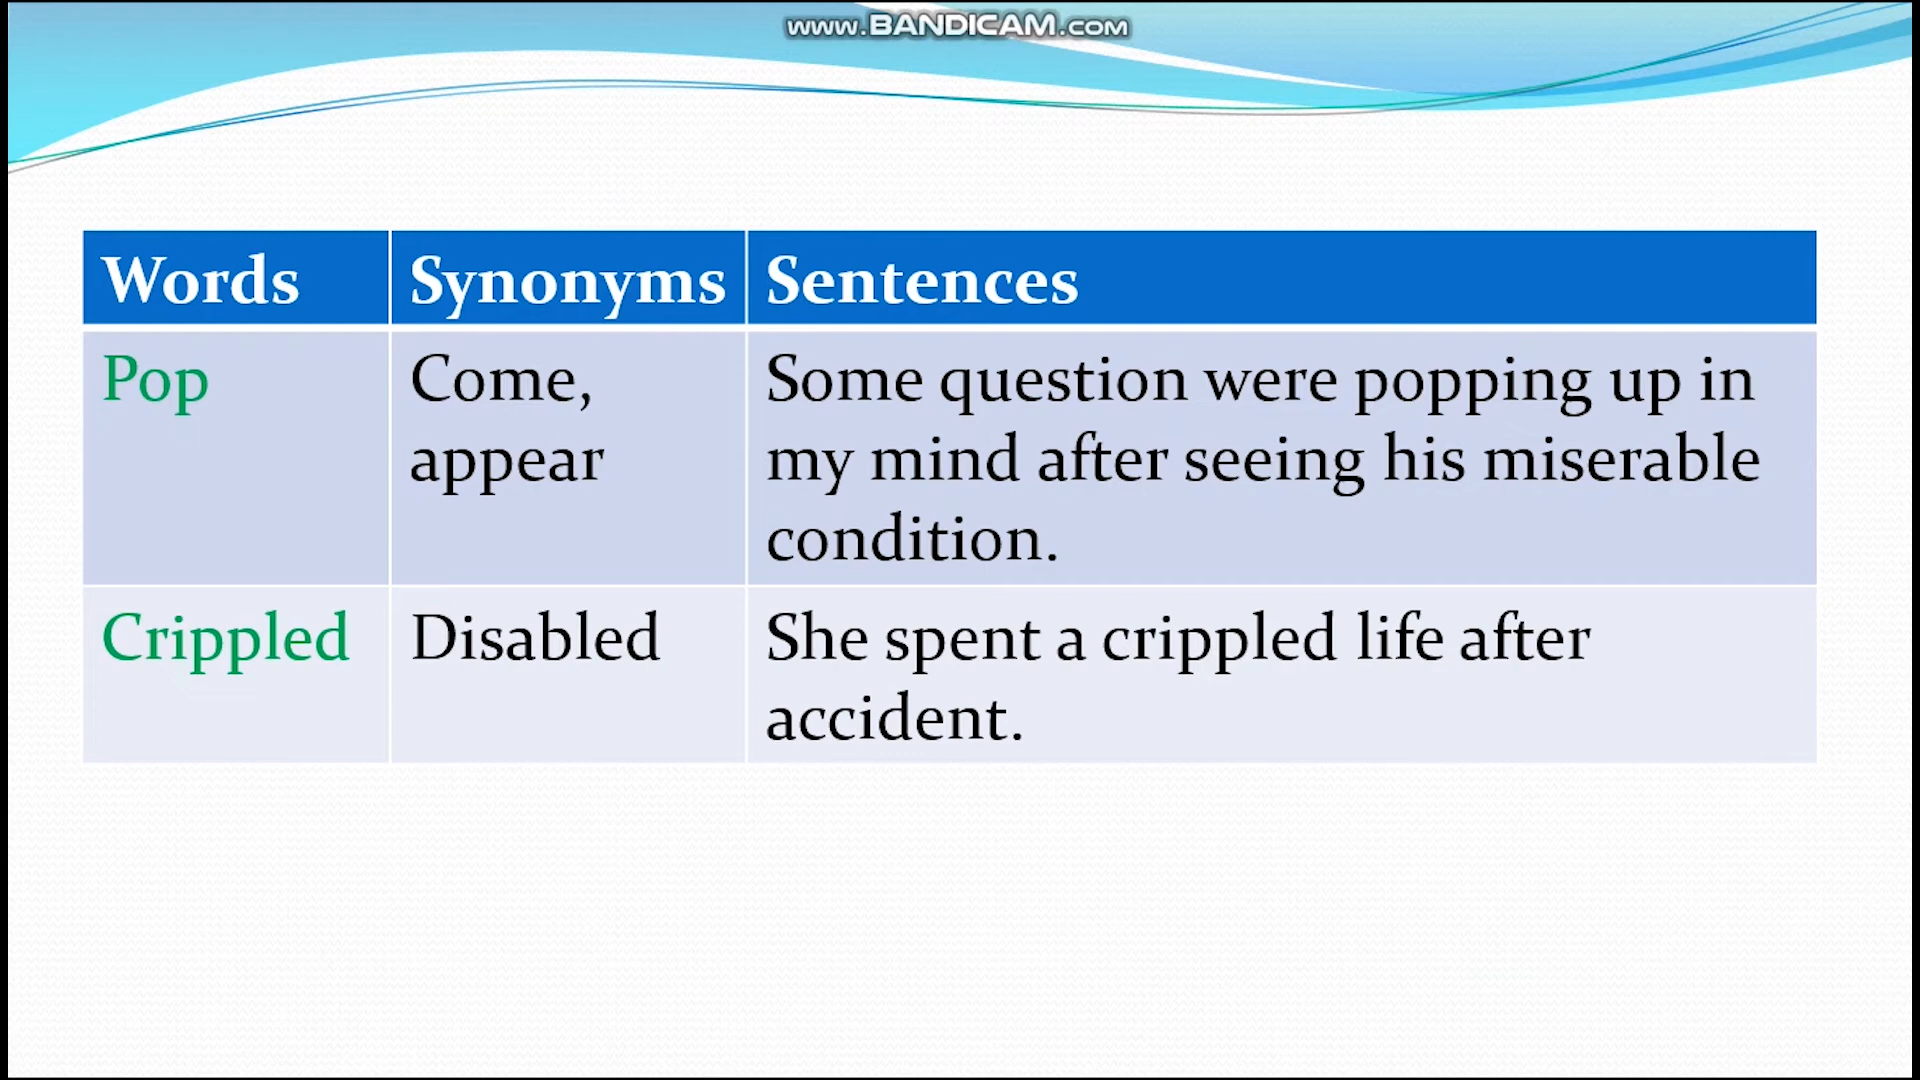 www.BANDICAM.com
Words Synonyms Sentences
Pop Come, Some question were popping up in
appear my mind after seeing his miserable
condition.
Crippled Disabled She spent a crippled life after
accident.